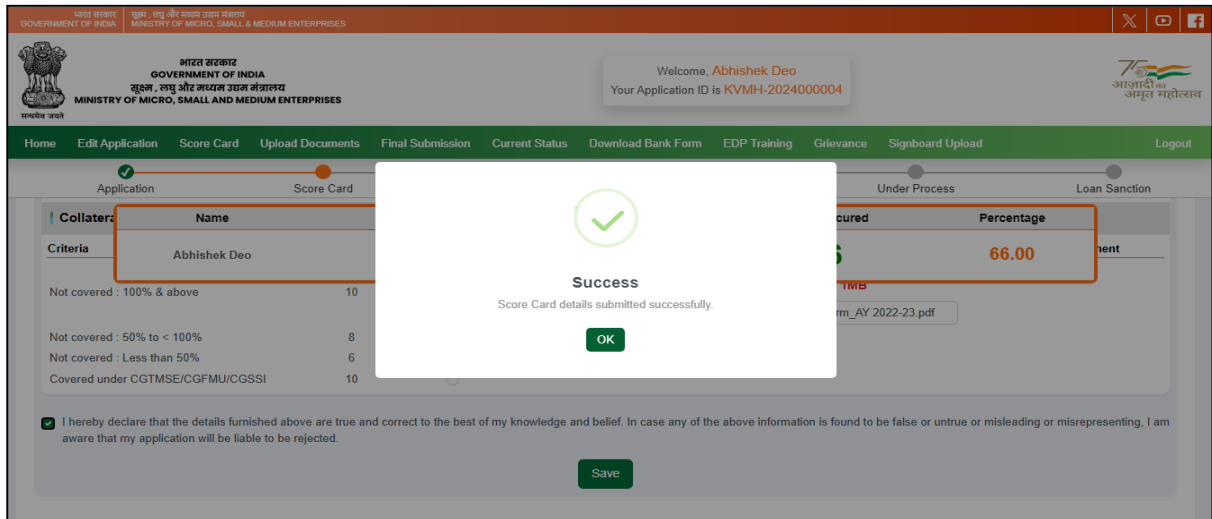 भारत सरकार
GOVERNMENT OF INDIA
सूक्ष्म , लघु और मध्यम उद्यम मंत्रालय
MINISTRY OF MICRO, SMALL & MEDIUM ENTERPRISES
भारत सरकार
GOVERNMENT OF INDIA
सूक्ष्म , लघु और मध्यम उद्यम मंत्रालय
MINISTRY OF MICRO, SMALL AND MEDIUM ENTERPRISES
सत्यमेव जयते
Welcome, Abhishek Deo
Your Application ID is KVMH-2024000004
आज़ादी का
अमृत महोत्सव
Home Edit Application Score Card Upload Documents Final Submission Current Status Download Bank Form EDP Training Grievance Signboard Upload Logout
Application Score Card Under Process Loan Sanction
Name cured Percentage
Criteria
Abhishek Deo 66.00
Not covered : 100% & above 10
1MB
rm_AY 2022-23.pdf
Not covered : 50% to < 100% 8
Not covered : Less than 50% 6
Covered under CGTMSE/CGFMU/CGSSI 10
Success
Score Card details submitted successfully.
OK
I hereby declare that the details furnished above are true and correct to the best of my knowledge and belief. In case any of the above information is found to be false or untrue or misleading or misrepresenting, I am
aware that my application will be liable to be rejected.
Save